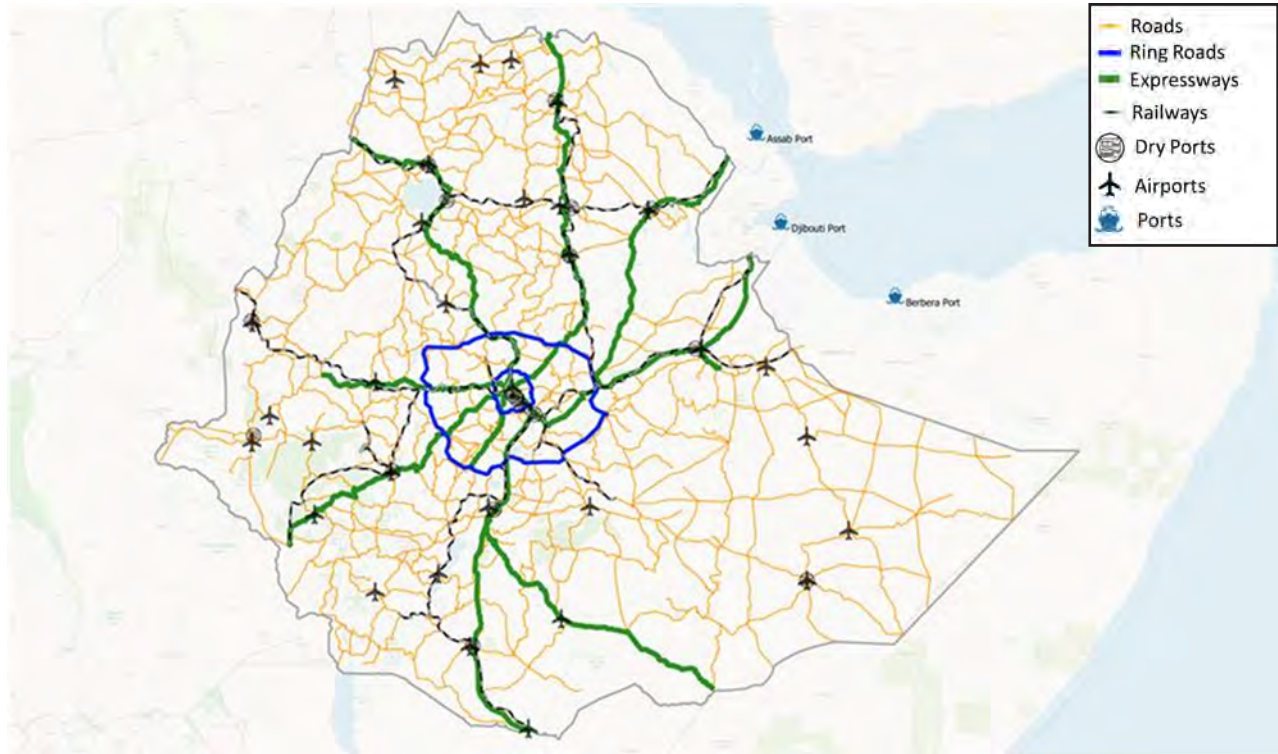 Roads
Ring Roads
Expressways
Railways
Dry Ports
Airports
Ports
Assab Port
Djibouti Port
Berbera Port